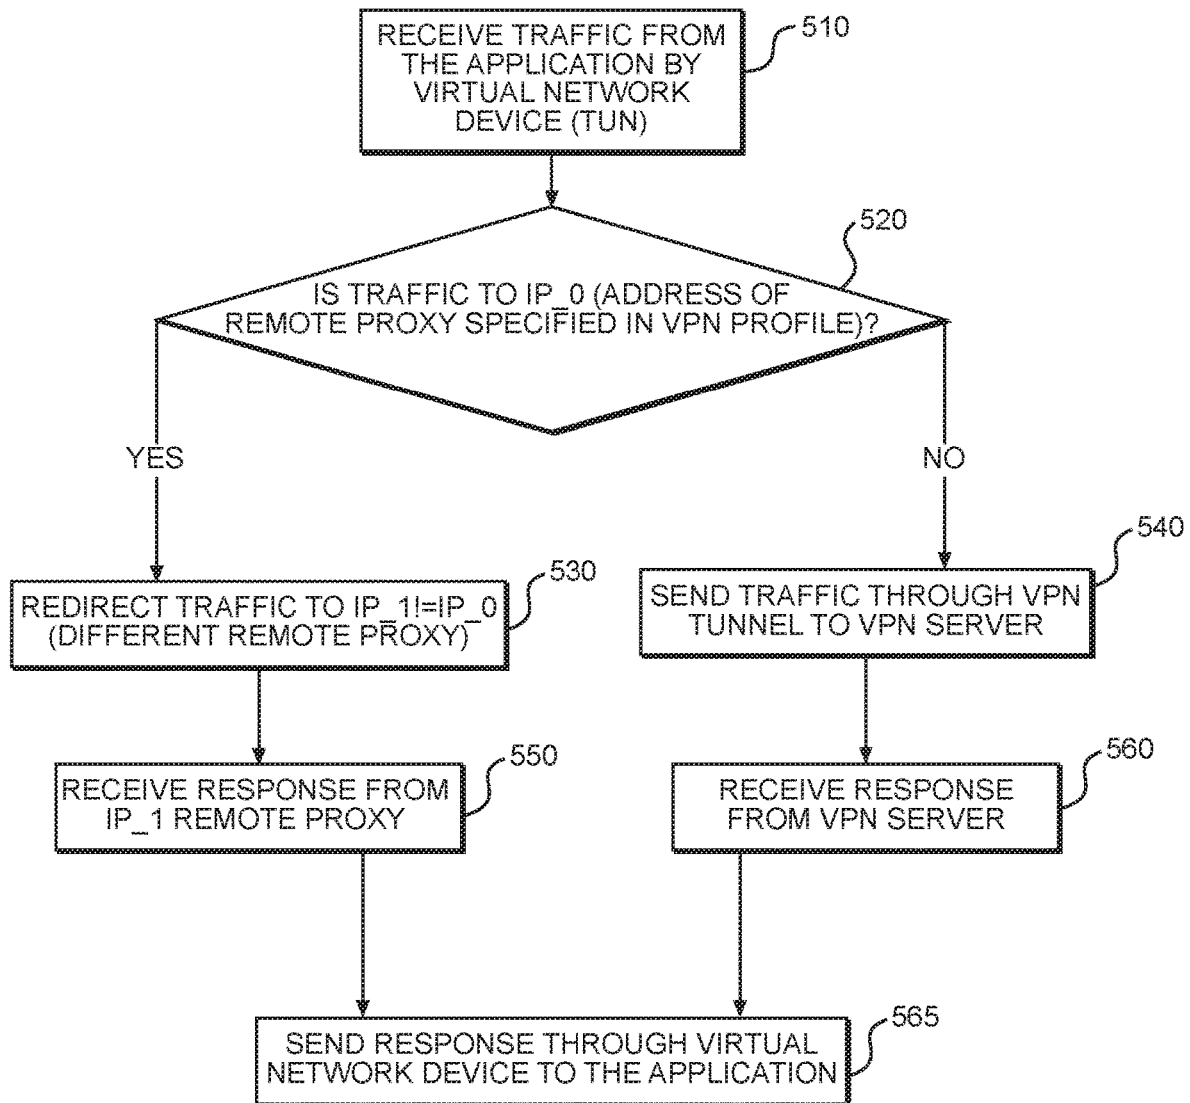 RECEIVE TRAFFIC FROM
THE APPLICATION BY
VIRTUAL NETWORK
DEVICE (TUN)
510
520
IS TRAFFIC TO IP_0 (ADDRESS OF
REMOTE PROXY SPECIFIED IN VPN PROFILE)?
YES
NO
530
REDIRECT TRAFFIC TO IP_1!=IP_0
(DIFFERENT REMOTE PROXY)
540
SEND TRAFFIC THROUGH VPN
TUNNEL TO VPN SERVER
550
RECEIVE RESPONSE FROM
IP_1 REMOTE PROXY
560
RECEIVE RESPONSE
FROM VPN SERVER
565
SEND RESPONSE THROUGH VIRTUAL
NETWORK DEVICE TO THE APPLICATION